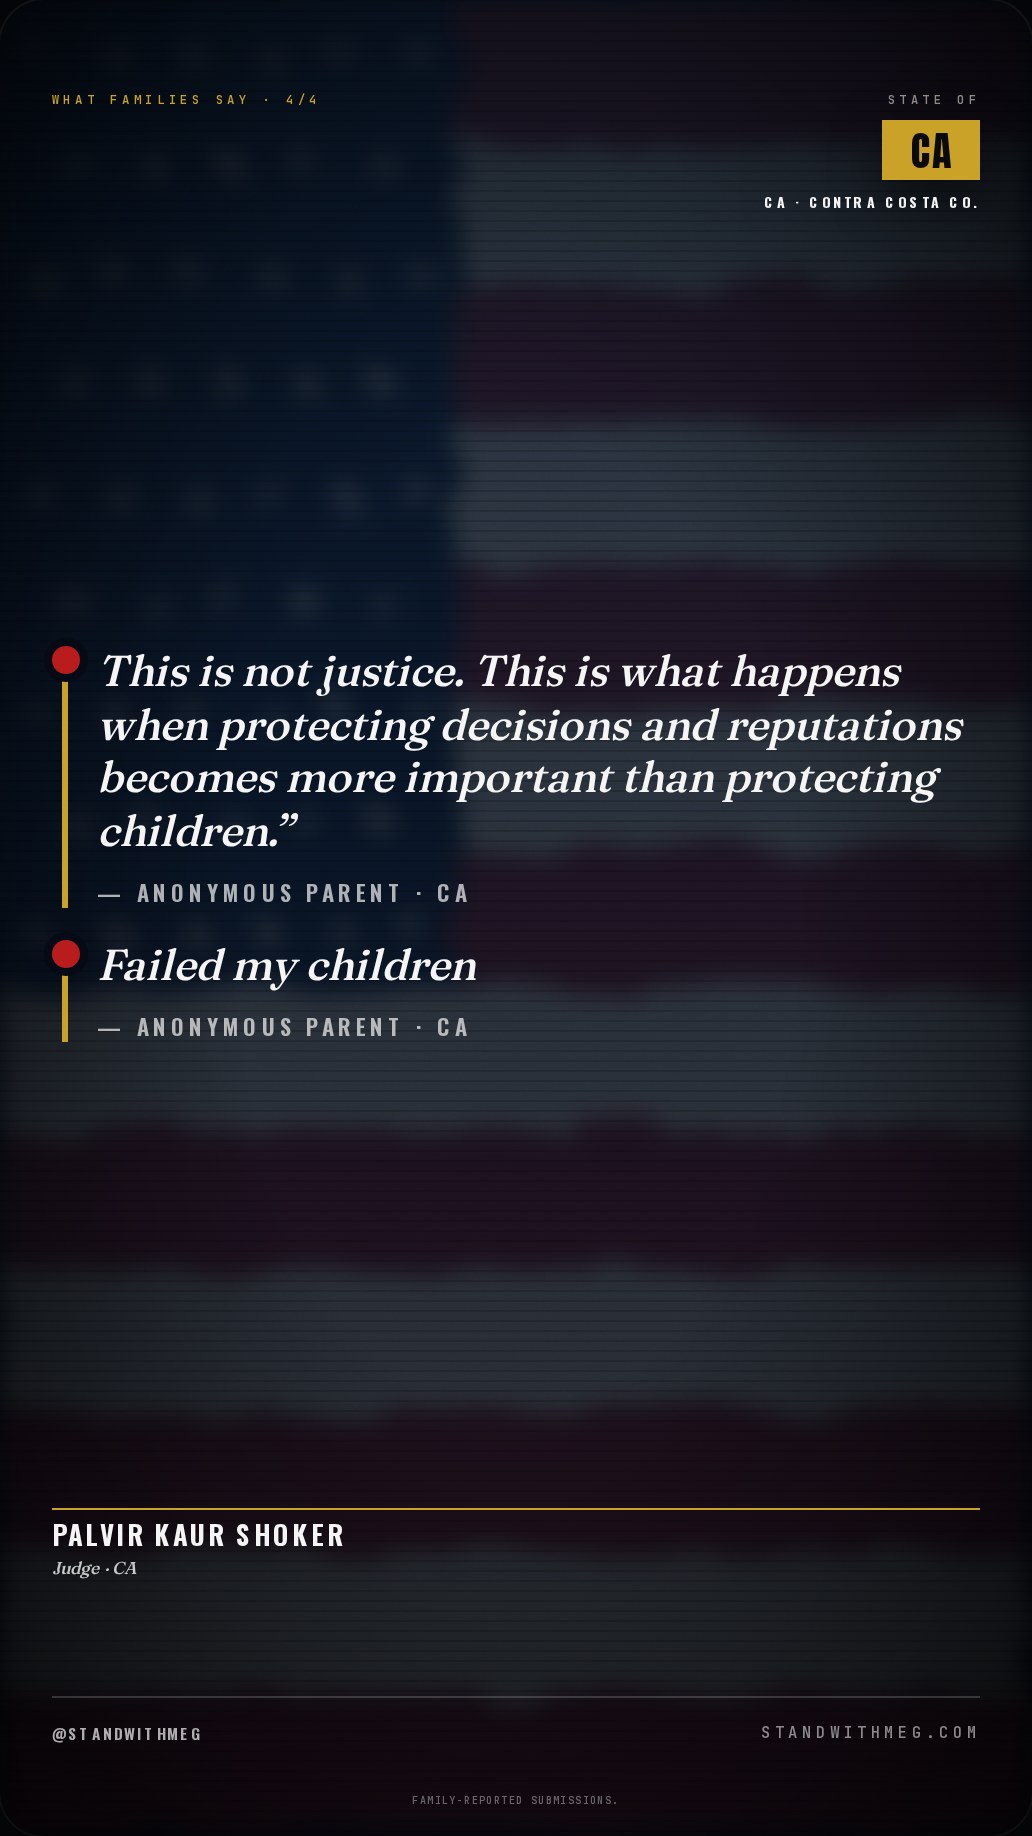 WHAT FAMILIES SAY · 4/4
STATE OF
CA
CA · CONTRA COSTA CO.
This is not justice. This is what happens
when protecting decisions and reputations
becomes more important than protecting
children.”
— ANONYMOUS PARENT · CA
Failed my children
— ANONYMOUS PARENT · CA
PALVIR KAUR SHOKER
Judge · CA
@STANDWITHMEG
STANDWITHMEG.COM
FAMILY-REPORTED SUBMISSIONS.